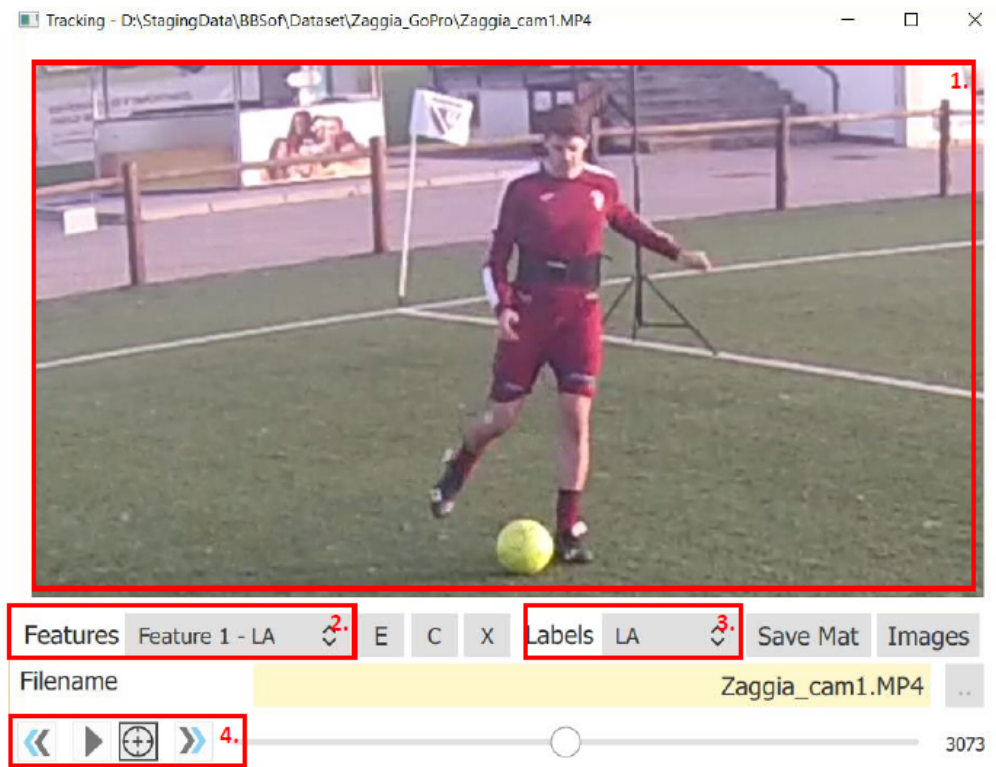 Tracking - D:\StagingData\BBSof\Dataset\Zaggia_GoPro\Zaggia_cam1.MP4
1.
Features Feature 1 - LA 2. E C X Labels LA 3. Save Mat Images
Filename Zaggia_cam1.MP4 ..
4. 3073